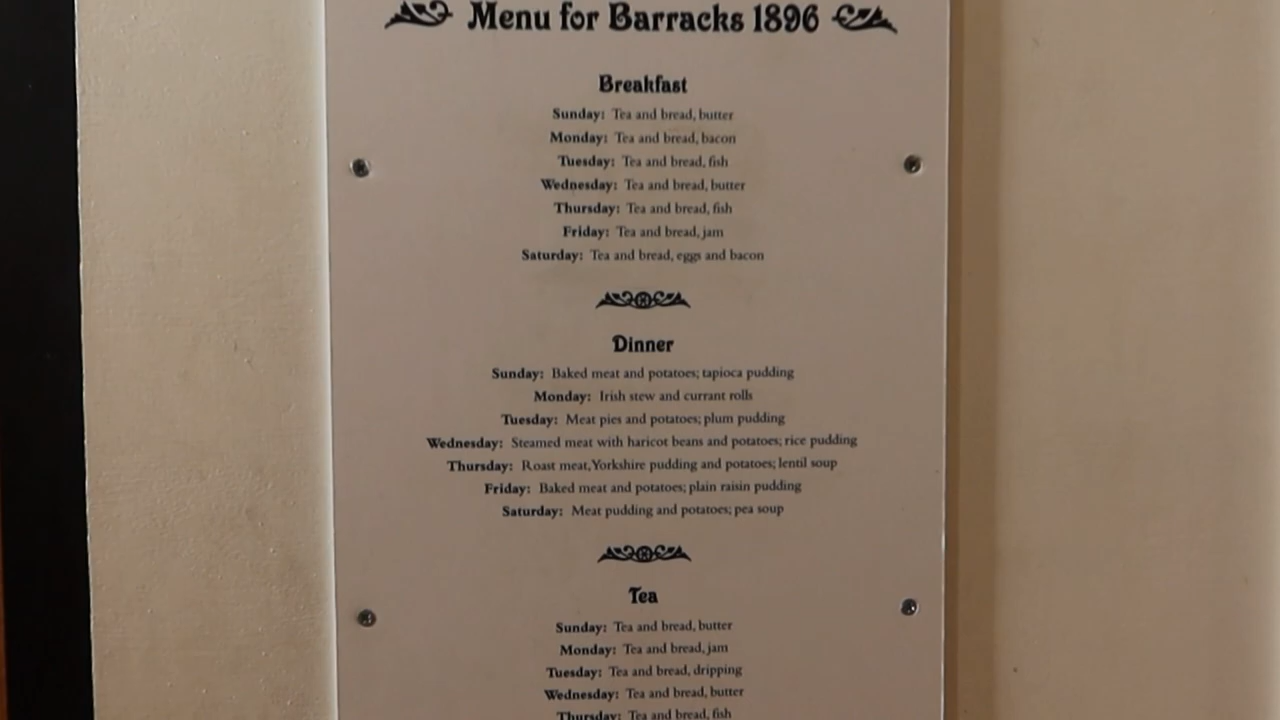 Menu for Barracks 1896
Breakfast
Sunday: Tea and bread, butter
Monday: Tea and bread, bacon
Tuesday: Tea and bread, fish
Wednesday: Tea and bread, butter
Thursday: Tea and bread, fish
Friday: Tea and bread, jam
Saturday: Tea and bread, eggs and bacon
Dinner
Sunday: Baked meat and potatoes; tapioca pudding
Monday: Irish stew and currant rolls
Tuesday: Meat pies and potatoes; plum pudding
Wednesday: Steamed meat with haricot beans and potatoes; rice pudding
Thursday: Roast meat, Yorkshire pudding and potatoes; lentil soup
Friday: Baked meat and potatoes; plain raisin pudding
Saturday: Meat pudding and potatoes; pea soup
Tea
Sunday: Tea and bread, butter
Monday: Tea and bread, jam
Tuesday: Tea and bread, dripping
Wednesday: Tea and bread, butter
Thursday: Tea and bread, fish